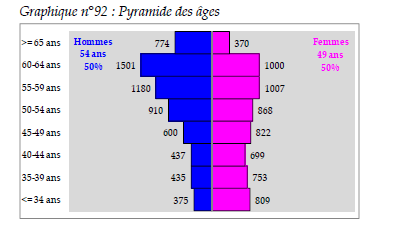 Graphique n°92 : Pyramide des âges
Hommes
54 ans
50%
Femmes
49 ans
50%
>= 65 ans 774 370
60-64 ans 1501 1000
55-59 ans 1180 1007
50-54 ans 910 868
45-49 ans 600 822
40-44 ans 437 699
35-39 ans 435 753
<= 34 ans 375 809